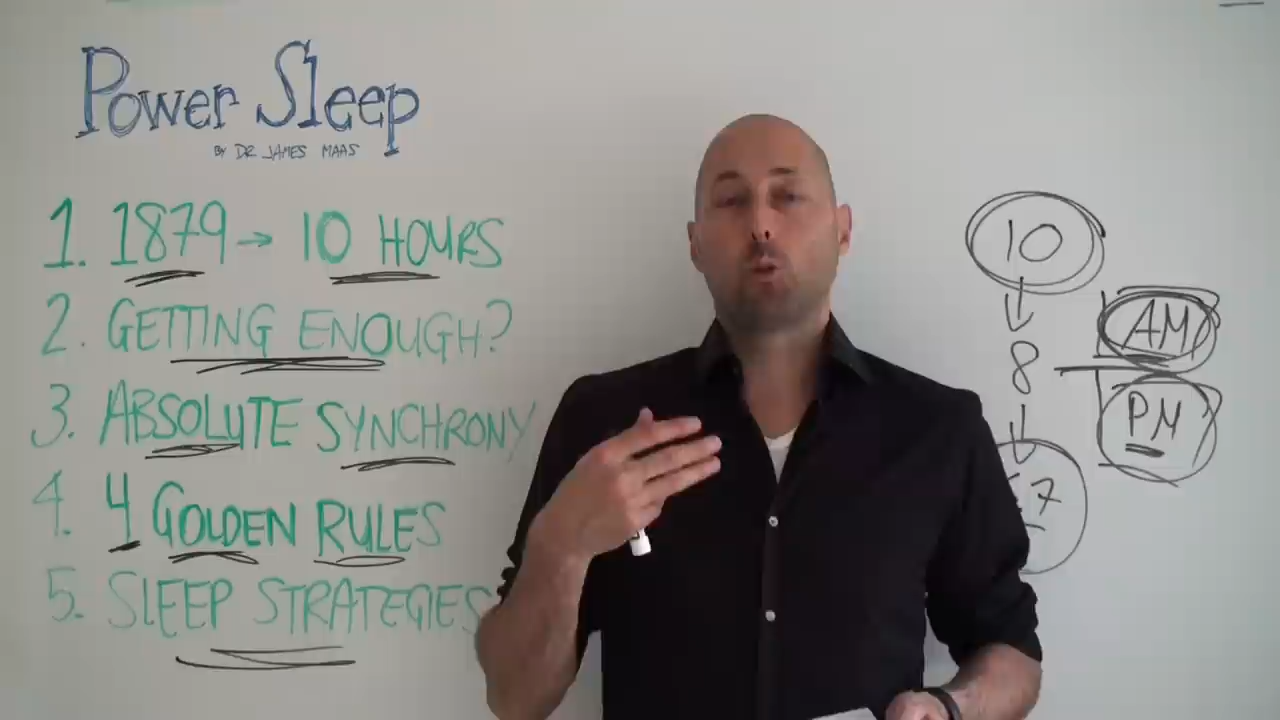 Power Sleep
BY DR JAMES MAAS
1. 1879 → 10 HOURS
2. GETTING ENOUGH?
3. ABSOLUTE SYNCHRONY
4. 4 GOLDEN RULES
5. SLEEP STRATEGIES
10
↓
8
↓
7
AM
PM